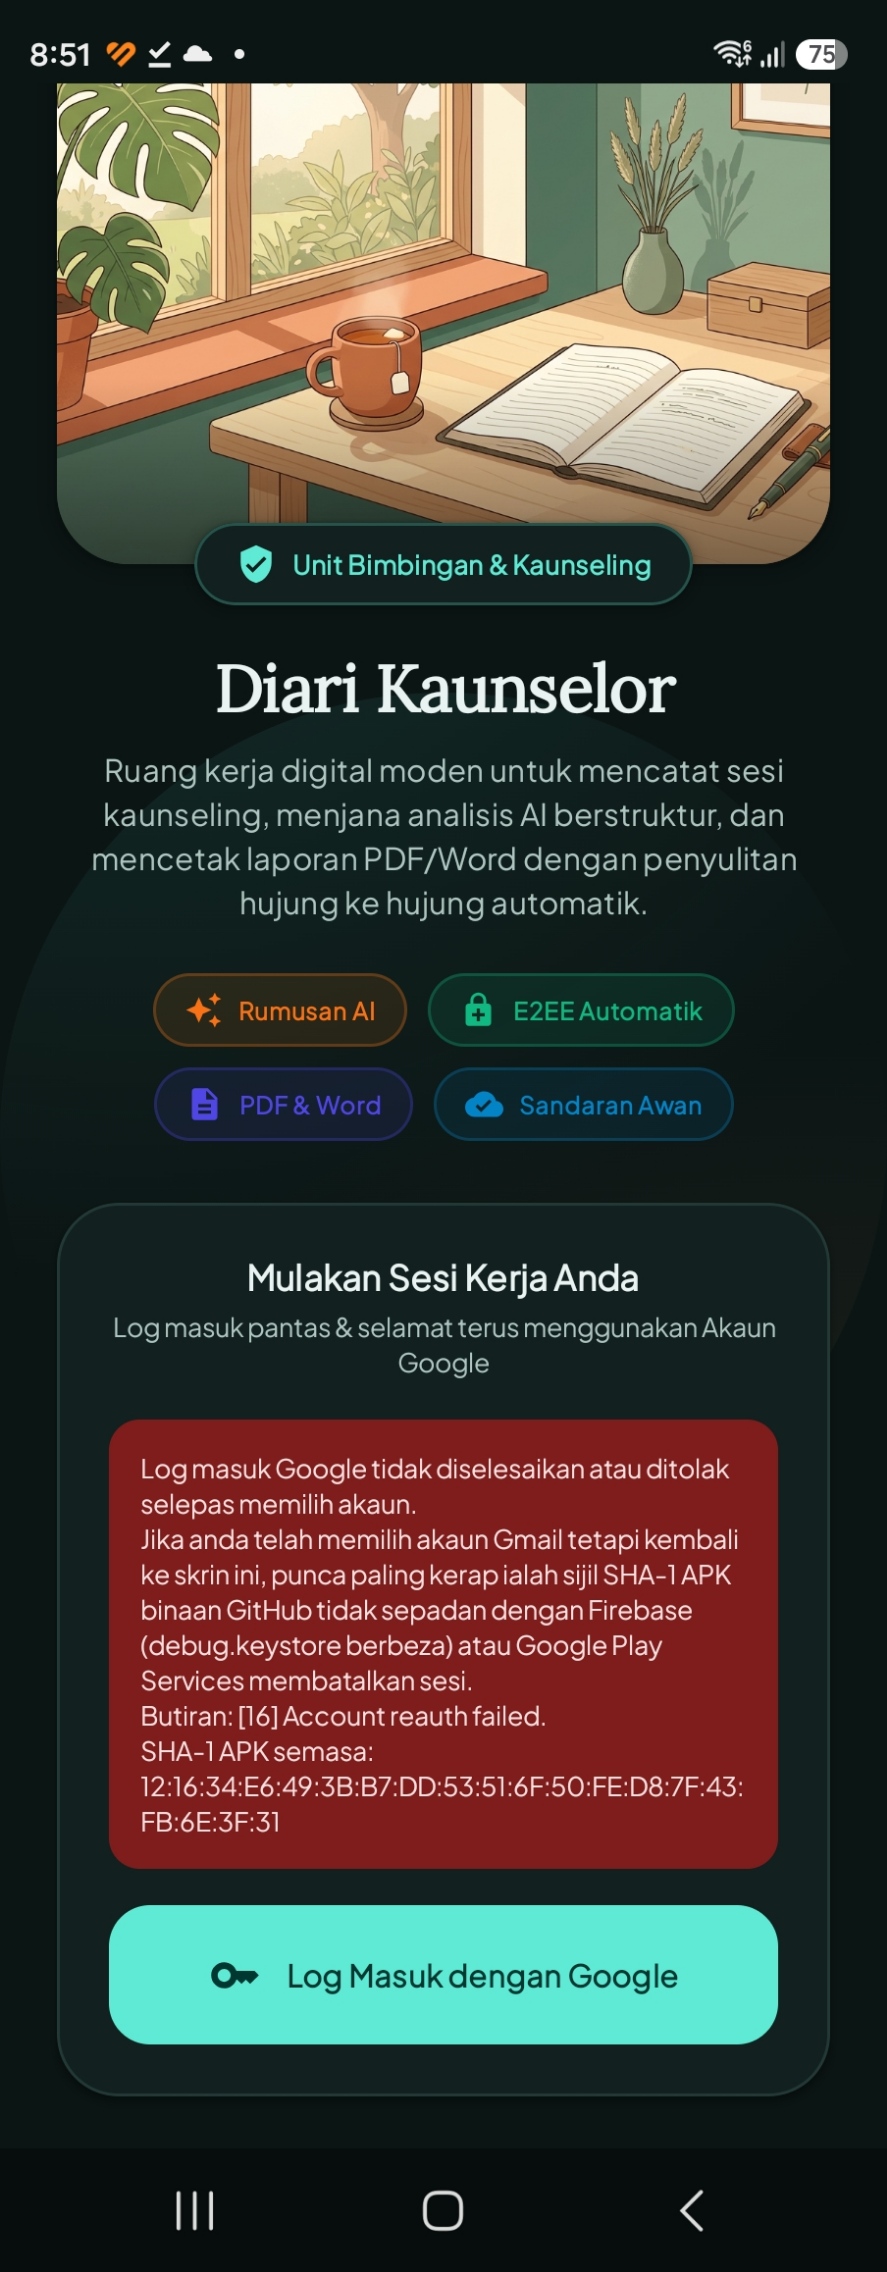 8:51
6
75
Unit Bimbingan & Kaunseling
Diari Kaunselor
Ruang kerja digital moden untuk mencatat sesi
kaunseling, menjana analisis AI berstruktur, dan
mencetak laporan PDF/Word dengan penyulitan
hujung ke hujung automatik.
Rumusan AI
E2EE Automatik
PDF & Word
Sandaran Awan
Mulakan Sesi Kerja Anda
Log masuk pantas & selamat terus menggunakan Akaun
Google
Log masuk Google tidak diselesaikan atau ditolak
selepas memilih akaun.
Jika anda telah memilih akaun Gmail tetapi kembali
ke skrin ini, punca paling kerap ialah sijil SHA-1 APK
binaan GitHub tidak sepadan dengan Firebase
(debug.keystore berbeza) atau Google Play
Services membatalkan sesi.
Butiran: [16] Account reauth failed.
SHA-1 APK semasa:
12:16:34:E6:49:3B:B7:DD:53:51:6F:50:FE:D8:7F:43:
FB:6E:3F:31
Log Masuk dengan Google